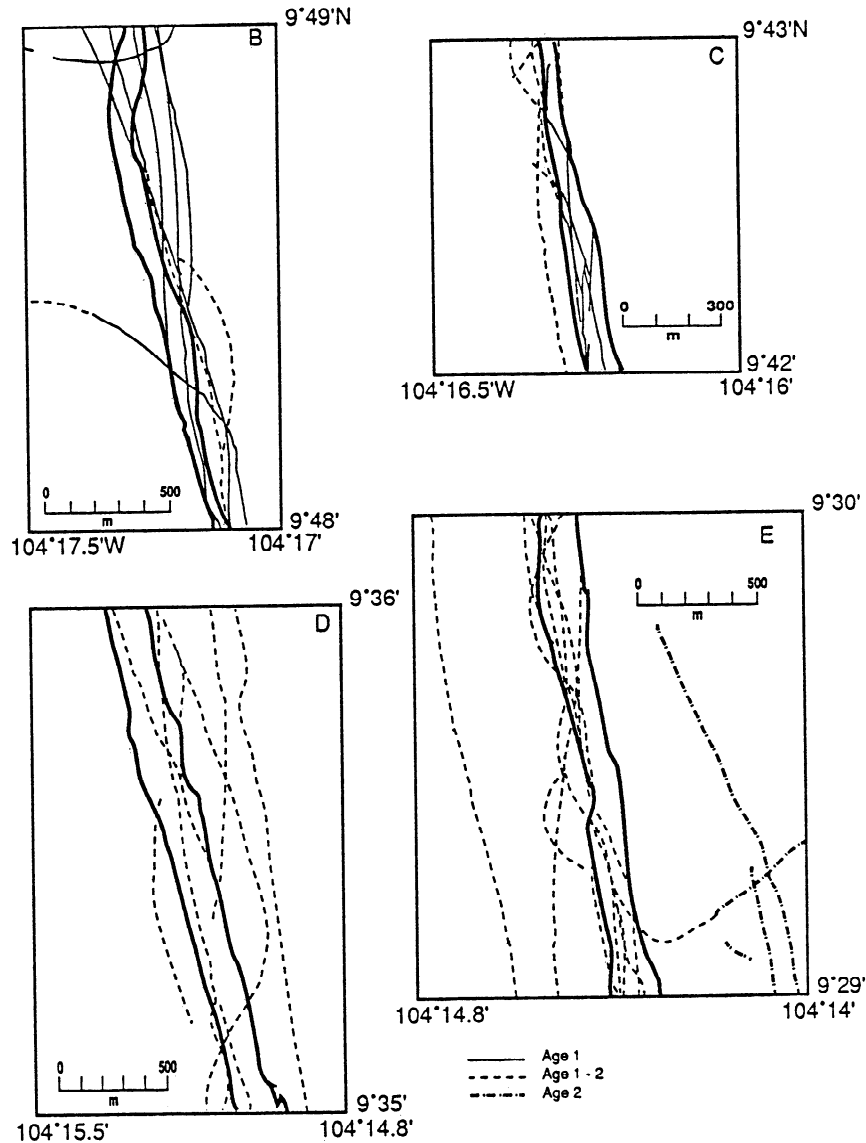 B
9°49'N
0 500
m
9°48'
104°17.5'W 104°17'
9°43'N
C
0 300
m
9°42'
104°16.5'W 104°16'
9°36'
D
0 500
m
9°35'
104°15.5' 104°14.8'
9°30'
E
0 500
m
9°29'
104°14.8' 104°14'
Age 1
Age 1 - 2
Age 2